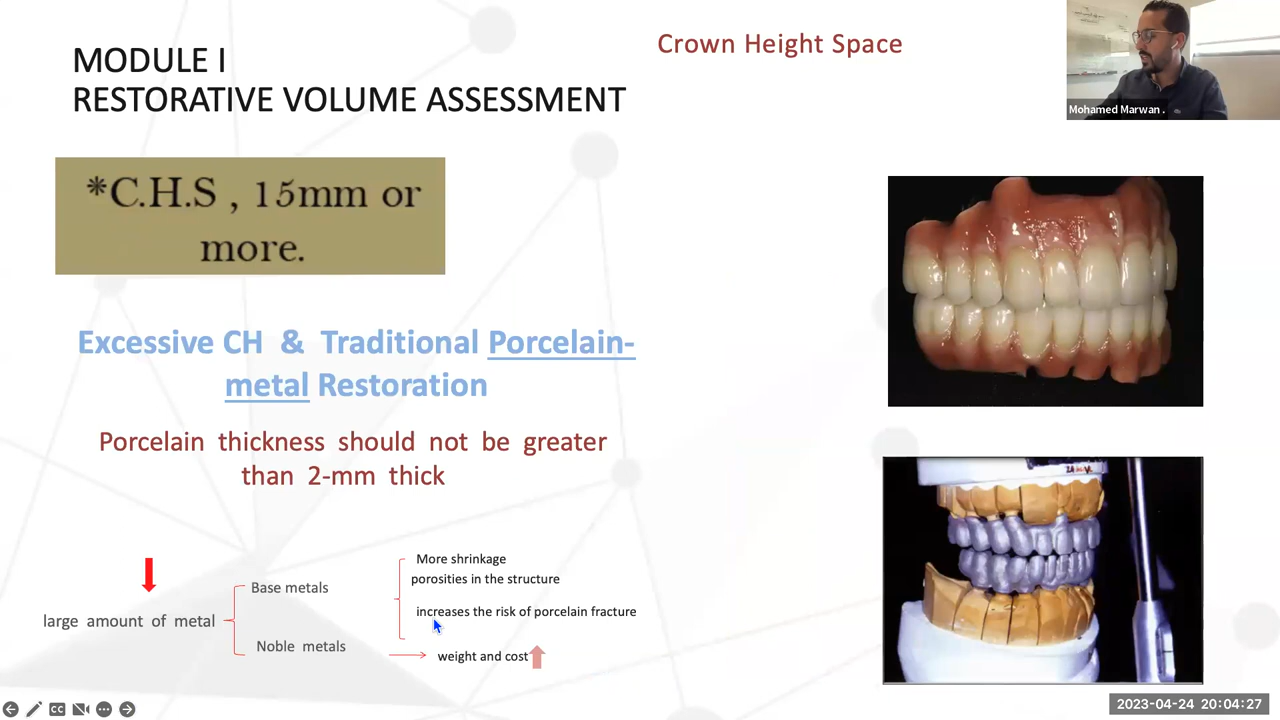 MODULE I
RESTORATIVE VOLUME ASSESSMENT
Crown Height Space
Mohamed Marwan .
*C.H.S , 15mm or
more.
Excessive CH & Traditional Porcelain-
metal Restoration
Porcelain thickness should not be greater
than 2-mm thick
large amount of metal
Base metals
Noble metals
More shrinkage
porosities in the structure
increases the risk of porcelain fracture
weight and cost
CC
2023-04-24 20:04:27